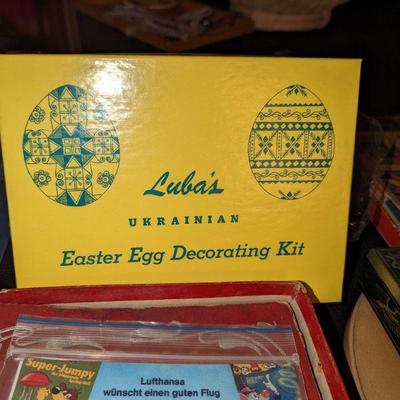 Luba's
UKRAINIAN
Easter Egg Decorating Kit
Super-Jumpy
Lufthansa
wünscht einen guten Flug